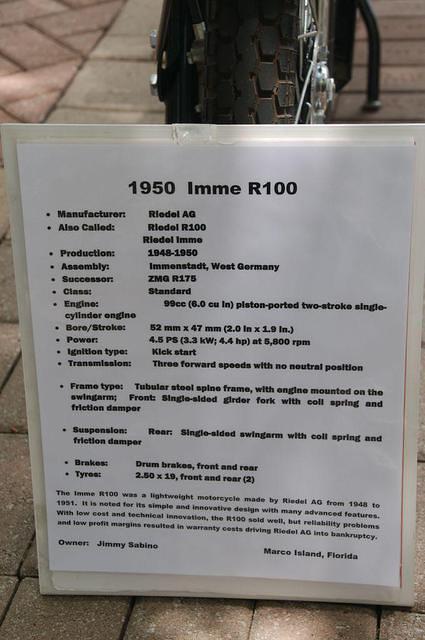 1950 Imme R100
• Manufacturer: Riedel AG
• Also Called: Riedel R100
Riedel Imme
• Production: 1948-1950
• Assembly: Immenstadt, West Germany
• Successor: ZMG R175
• Class: Standard
• Engine: 99cc (6.0 cu in) piston-ported two-stroke single-
cylinder engine
• Bore/Stroke: 52 mm x 47 mm (2.0 in x 1.9 in.)
• Power: 4.5 PS (3.3 kW; 4.4 hp) at 5,800 rpm
• Ignition type: Kick start
• Transmission: Three forward speeds with no neutral position
• Frame type: Tubular steel spine frame, with engine mounted on the
swingarm; Front: Single-sided girder fork with coil spring and
friction damper
• Suspension: Rear: Single-sided swingarm with coil spring and
friction damper
• Brakes: Drum brakes, front and rear
• Tyres: 2.50 x 19, front and rear (2)
The Imme R100 was a lightweight motorcycle made by Riedel AG from 1948 to
1951. It is noted for its simple and innovative design with many advanced features.
With low cost and technical innovation, the R100 sold well, but reliability problems
and low profit margins resulted in warranty costs driving Riedel AG into bankruptcy.
Owner: Jimmy Sabino
Marco Island, Florida